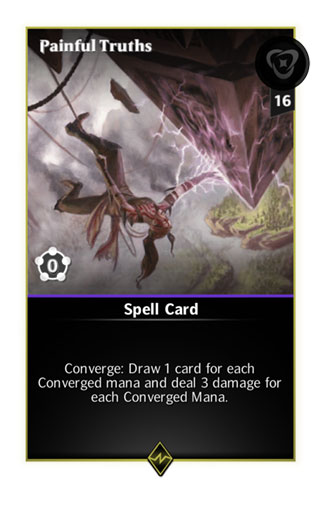 Painful Truths
16
0
Spell Card
Converge: Draw 1 card for each
Converged mana and deal 3 damage for
each Converged Mana.